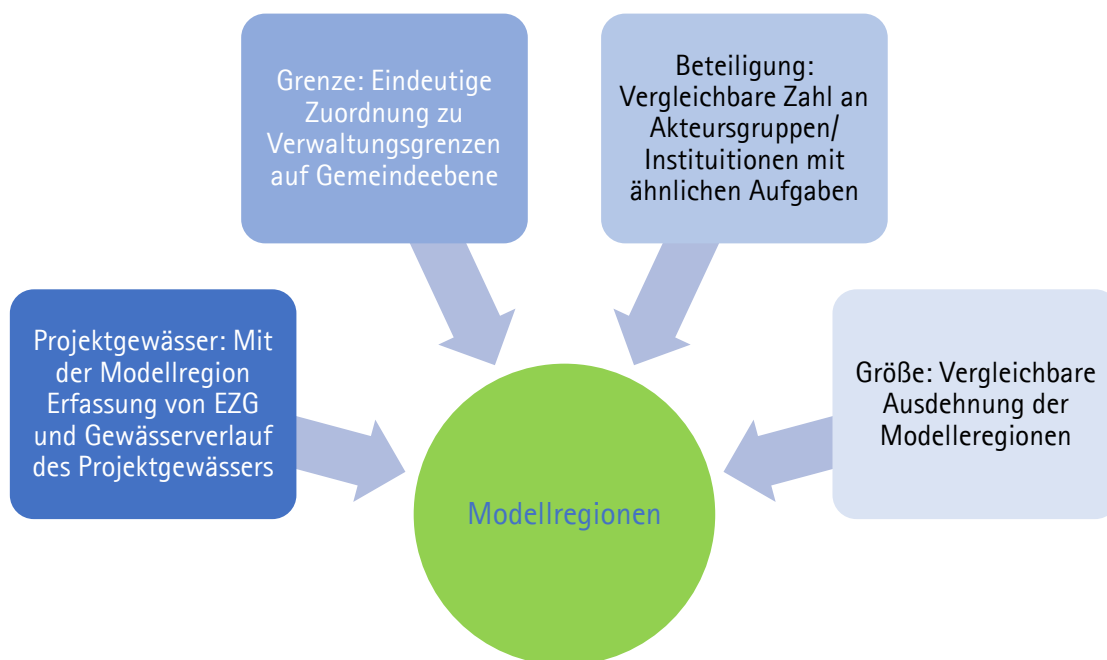 Grenze: Eindeutige
Zuordnung zu
Verwaltungsgrenzen
auf Gemeindeebene
Beteiligung:
Vergleichbare Zahl an
Akteursgruppen/
Instituitionen mit
ähnlichen Aufgaben
Projektgewässer: Mit
der Modellregion
Erfassung von EZG
und Gewässerverlauf
des Projektgewässers
Größe: Vergleichbare
Ausdehnung der
Modelleregionen
Modellregionen